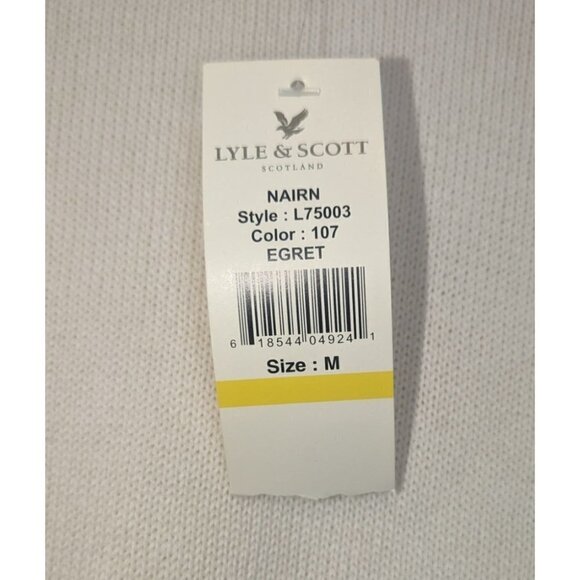 LYLE & SCOTT
SCOTLAND
NAIRN
Style : L75003
Color : 107
EGRET
6 18544 04924 1
Size : M